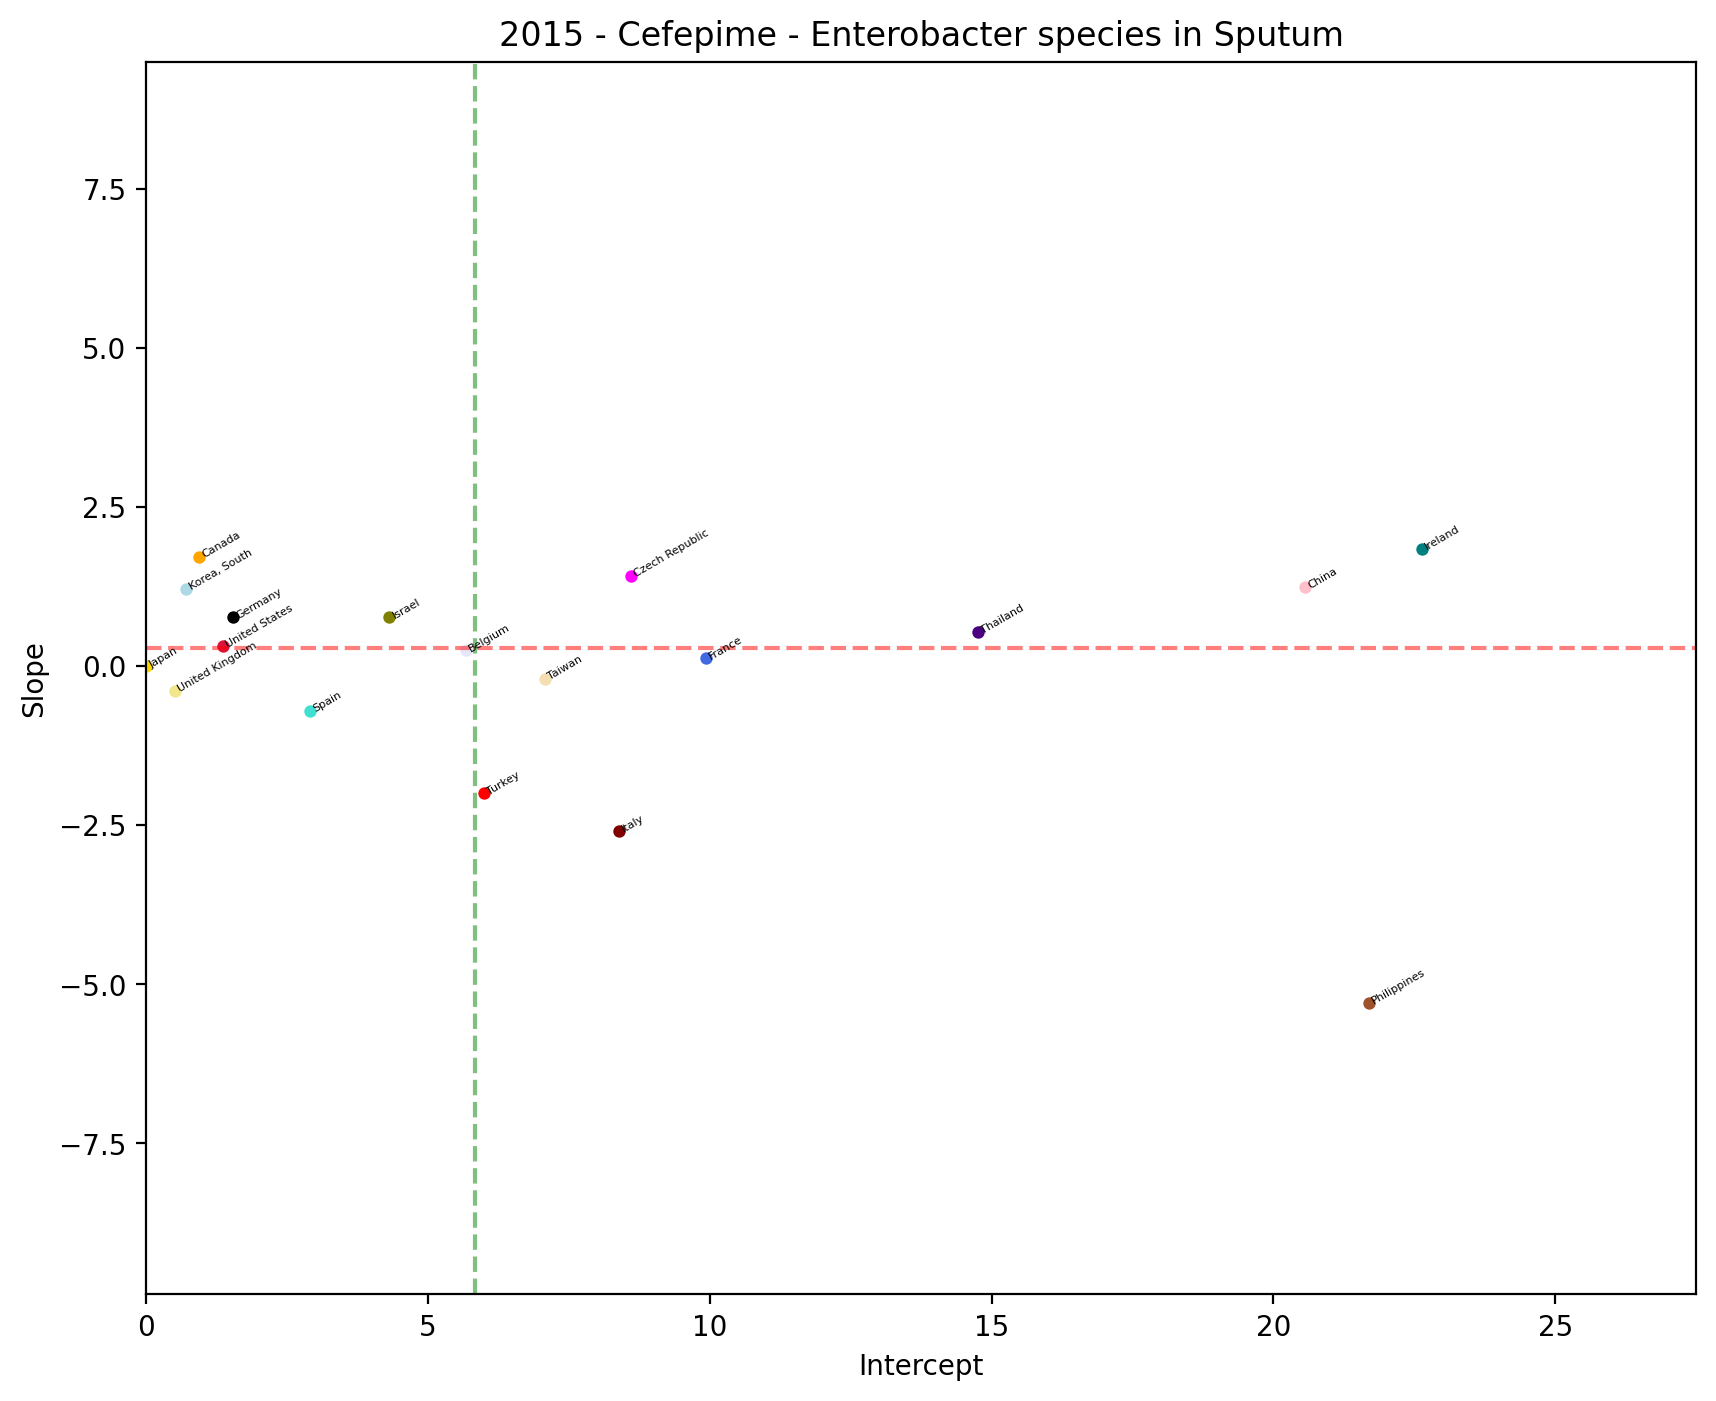 2015 - Cefepime - Enterobacter species in Sputum
7.5
5.0
2.5
0.0
−2.5
−5.0
−7.5
Slope
Canada
Korea, South
Germany
United States
Japan
United Kingdom
Spain
Israel
Belgium
Taiwan
Turkey
Italy
Czech Republic
France
Thailand
China
Ireland
Philippines
0
5
10
15
20
25
Intercept